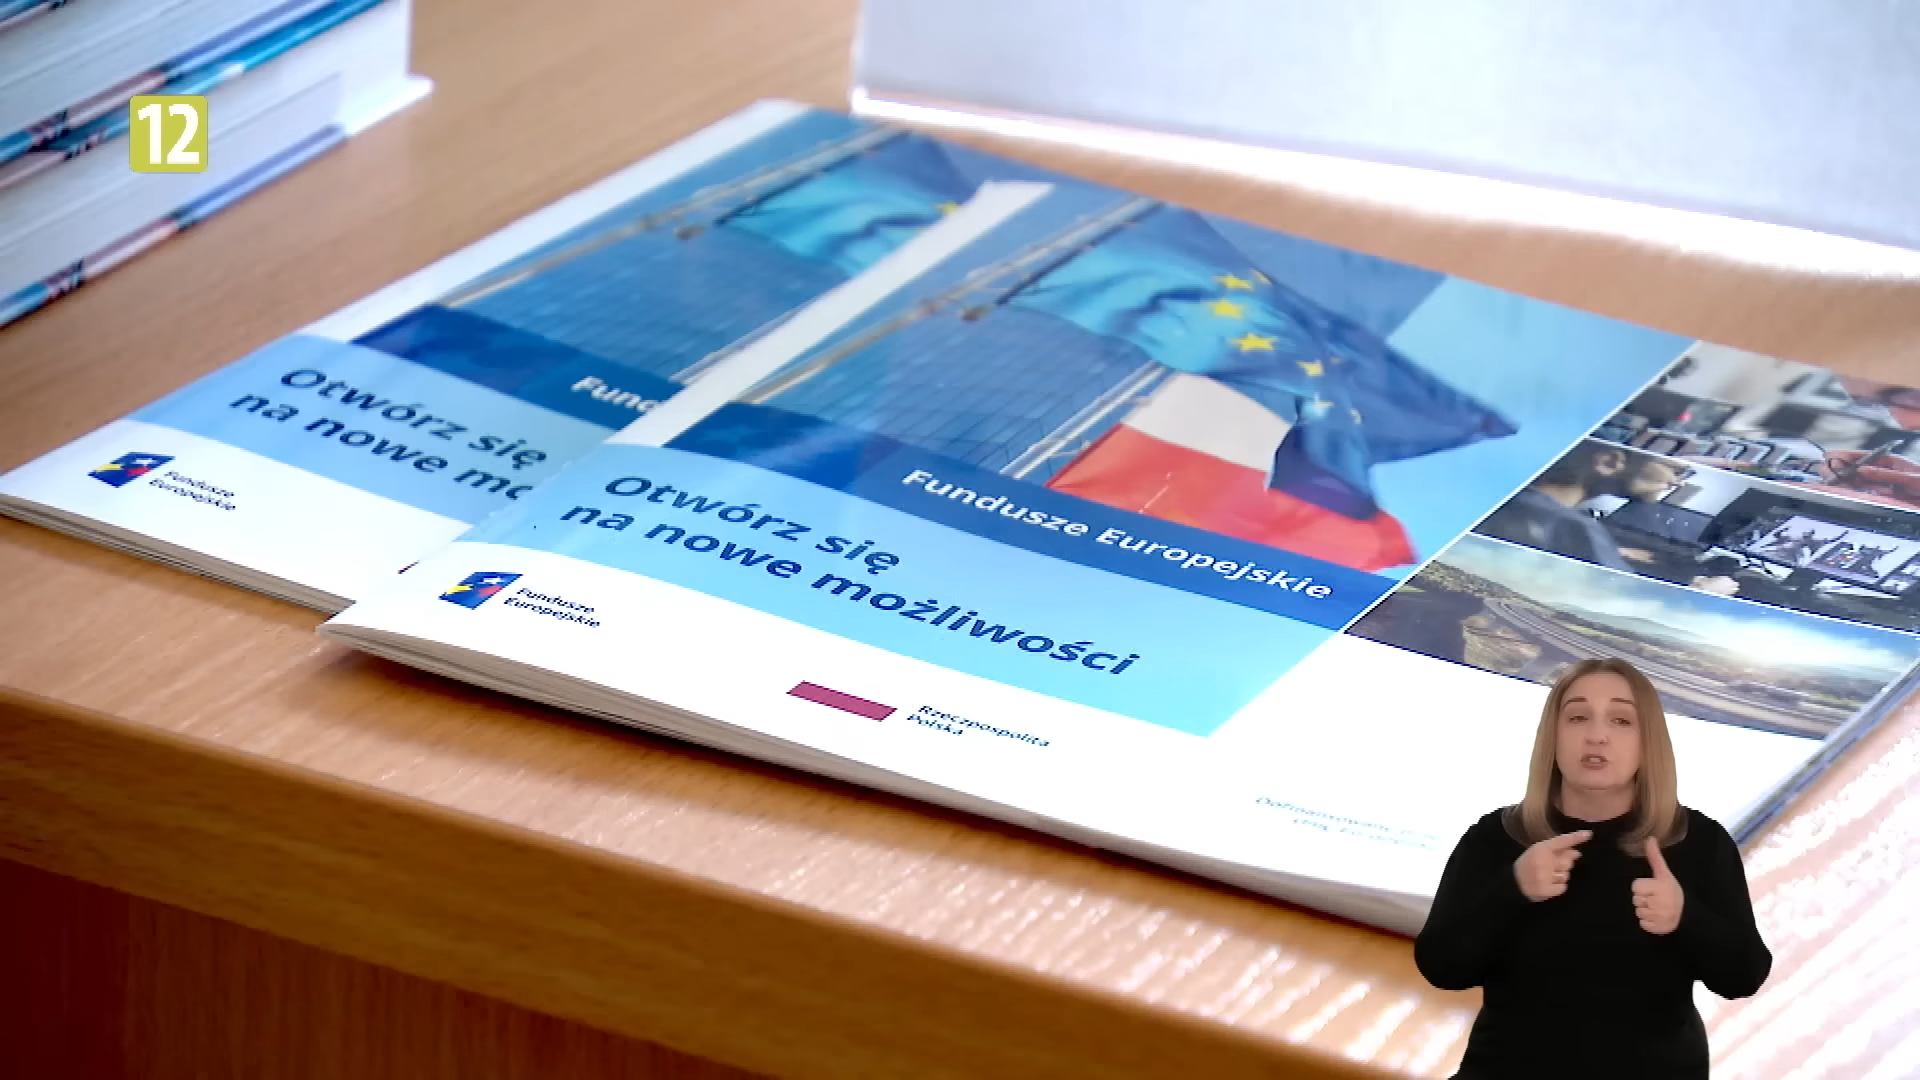 12
Fund
Otwórz się
na nowe mo
Fundusze
Europejskie
Fundusze Europejskie
Otwórz się
na nowe możliwości
Fundusze
Europejskie
Rzeczpospolita
Polska